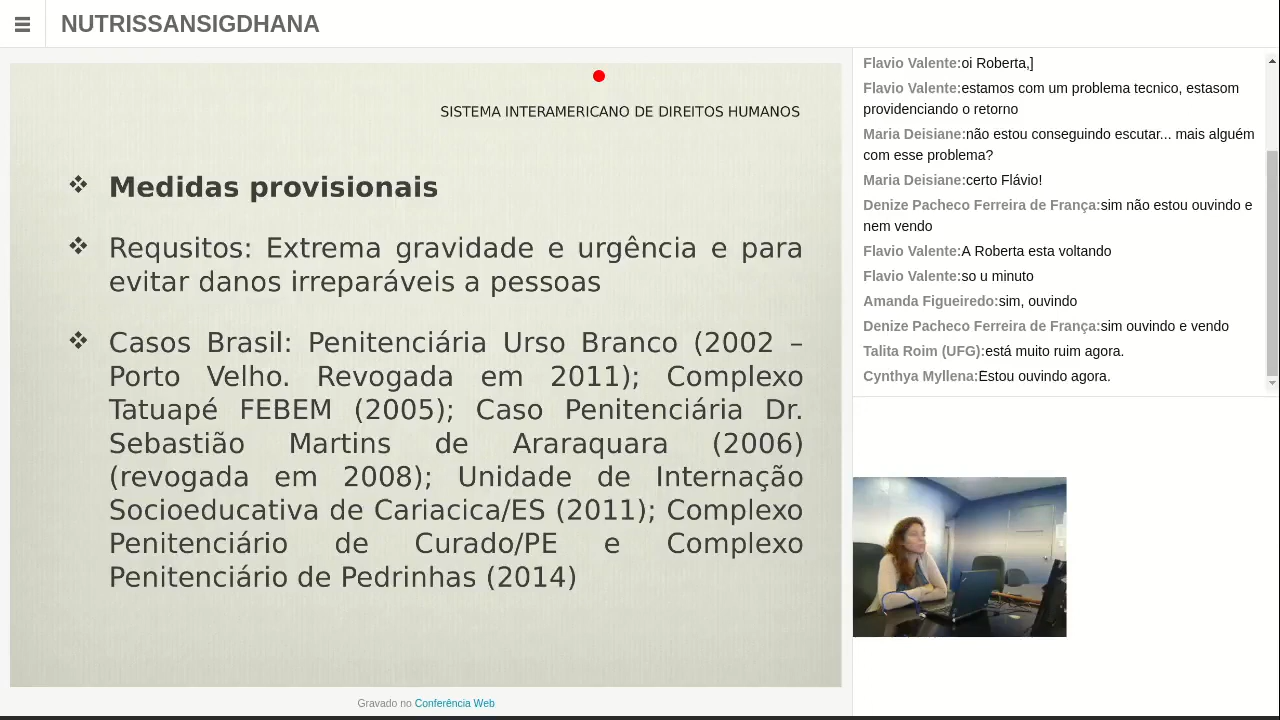 NUTRISSANSIGDHANA
SISTEMA INTERAMERICANO DE DIREITOS HUMANOS
Medidas provisionais
Requsitos: Extrema gravidade e urgência e para
evitar danos irreparáveis a pessoas
Casos Brasil: Penitenciária Urso Branco (2002 –
Porto Velho. Revogada em 2011); Complexo
Tatuapé FEBEM (2005); Caso Penitenciária Dr.
Sebastião Martins de Araraquara (2006)
(revogada em 2008); Unidade de Internação
Socioeducativa de Cariacica/ES (2011); Complexo
Penitenciário de Curado/PE e Complexo
Penitenciário de Pedrinhas (2014)
Gravado no Conferência Web
Flavio Valente:oi Roberta,]
Flavio Valente:estamos com um problema tecnico, estasom
providenciando o retorno
Maria Deisiane:não estou conseguindo escutar... mais alguém
com esse problema?
Maria Deisiane:certo Flávio!
Denize Pacheco Ferreira de França:sim não estou ouvindo e
nem vendo
Flavio Valente:A Roberta esta voltando
Flavio Valente:so u minuto
Amanda Figueiredo:sim, ouvindo
Denize Pacheco Ferreira de França:sim ouvindo e vendo
Talita Roim (UFG):está muito ruim agora.
Cynthya Myllena:Estou ouvindo agora.